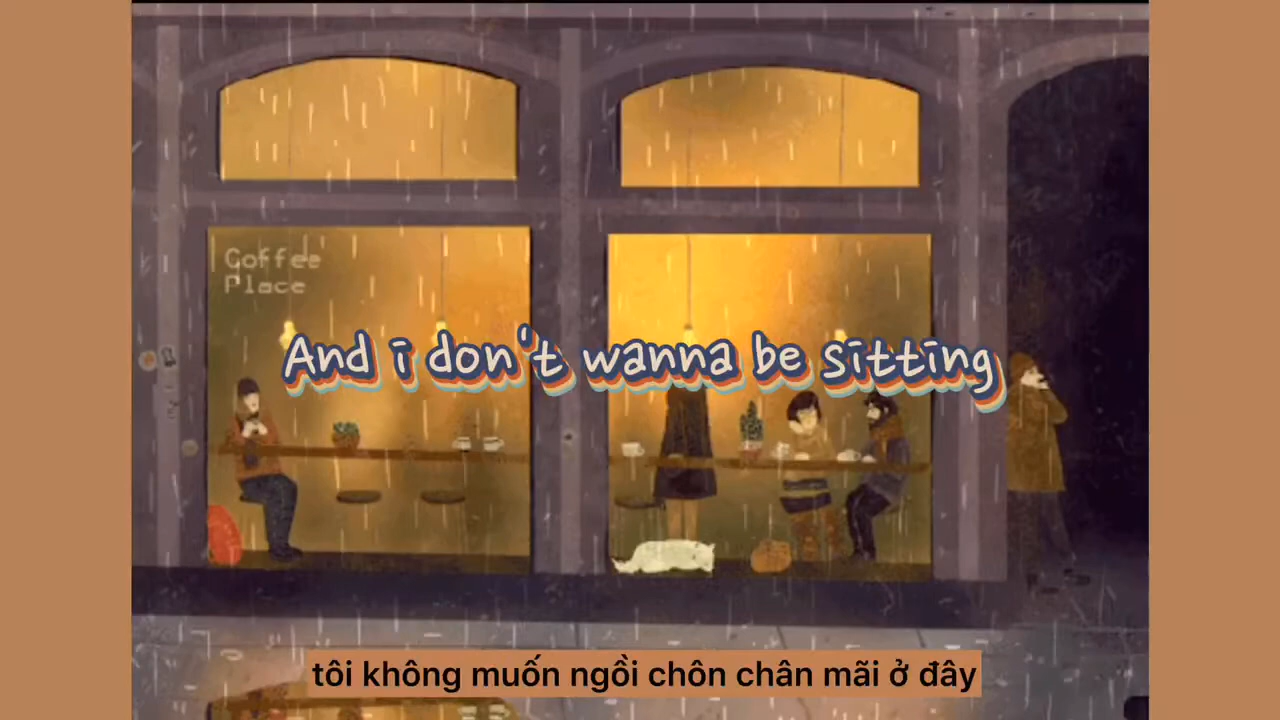 Coffee
Place
And i don't wanna be sitting
tôi không muốn ngồi chôn chân mãi ở đây